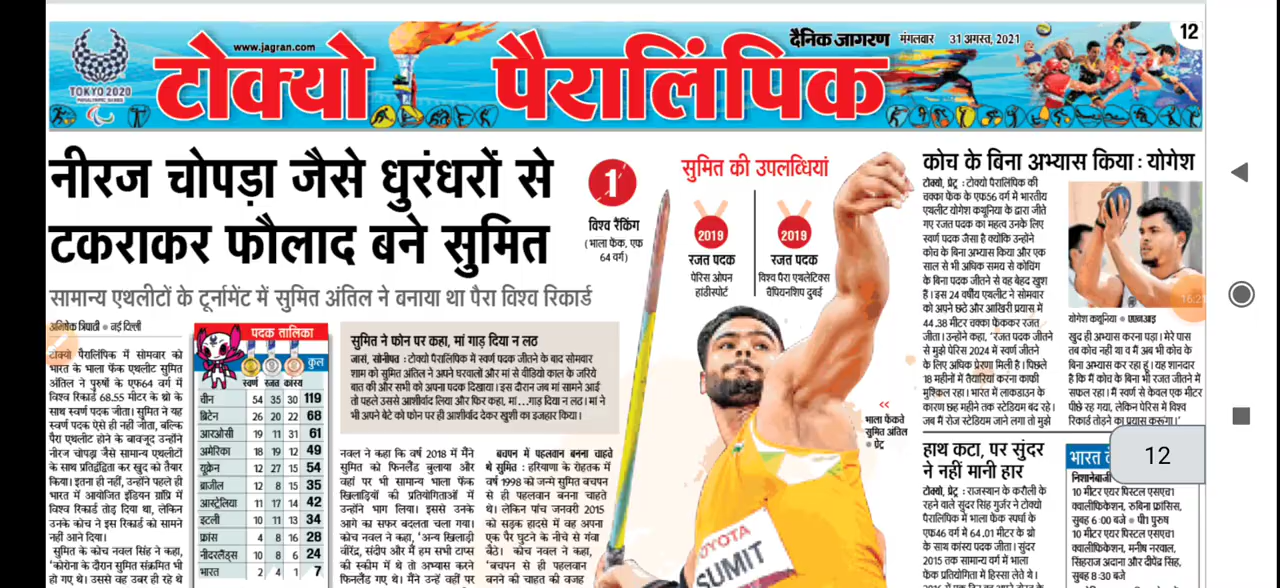 12
TOKYO 2020
PARALYMPIC GAMES
www.jagran.com
दैनिक जागरण मंगलवार 31 अगस्त, 2021
टोक्यो पैरालिंपिक
नीरज चोपड़ा जैसे धुरंधरों से
टकराकर फौलाद बने सुमित
सामान्य एथलीटों के टूर्नामेंट में सुमित अंतिल ने बनाया था पैरा विश्व रिकार्ड
1
विश्व रैंकिंग
(भाला फेंक, एफ
64 वर्ग)
सुमित की उपलब्धियां
2019
रजत पदक
पेरिस ओपन
हांडीस्पोर्ट
2019
रजत पदक
विश्व पैरा एथलेटिक्स
चैंपियनशिप दुबई
भाला फेंकते
सुमित अंतिल
● प्रेट्र
TOYOTA
SUMIT
अभिषेक त्रिपाठी ● नई दिल्ली
टोक्यो पैरालिंपिक में सोमवार को
भारत के भाला फेंक एथलीट सुमित
अंतिल ने पुरुषों के एफ64 वर्ग में
विश्व रिकार्ड 68.55 मीटर के थ्रो के
साथ स्वर्ण पदक जीता। सुमित ने यह
स्वर्ण पदक ऐसे ही नहीं जीता, बल्कि
पैरा एथलीट होने के बावजूद उन्होंने
नीरज चोपड़ा जैसे सामान्य एथलीटों
के साथ प्रतिद्वंद्विता कर खुद को तैयार
किया। इतना ही नहीं, उन्होंने पहले ही
भारत में आयोजित इंडियन ग्रांप्रि में
विश्व रिकार्ड तोड़ दिया था, लेकिन
उनके कोच ने इस रिकार्ड को सामने
नहीं आने दिया।
सुमित के कोच नवल सिंह ने कहा,
'कोरोना के दौरान सुमित संक्रमित भी
हो गए थे। उससे वह उबर ही रहे थे
पदक तालिका
स्वर्ण रजत कांस्य कुल
चीन 54 35 30 119
ब्रिटेन 26 20 22 68
आरओसी 19 11 31 61
अमेरिका 18 19 12 49
यूक्रेन 12 27 15 54
ब्राजील 12 8 15 35
आस्ट्रेलिया 11 17 14 42
इटली 10 11 13 34
फ्रांस 4 8 16 28
नीदरलैंड्स 10 8 6 24
भारत 2 4 1 7
सुमित ने फोन पर कहा, मां गाड़ दिया न लठ
जास, सोनीपत : टोक्यो पैरालिंपिक में स्वर्ण पदक जीतने के बाद सोमवार
शाम को सुमित अंतिल ने अपने घरवालों और मां से वीडियो काल के जरिये
बात की और सभी को अपना पदक दिखाया। इस दौरान जब मां सामने आई
तो पहले उससे आशीर्वाद लिया और फिर कहा, मां...गाड़ दिया न लठ। मां ने
भी अपने बेटे को फोन पर ही आशीर्वाद देकर खुशी का इजहार किया।
नवल ने कहा कि वर्ष 2018 में मैंने
सुमित को फिनलैंड बुलाया और
वहां पर भी सामान्य भाला फेंक
खिलाड़ियों की प्रतियोगिताओं में
उन्होंने भाग लिया। इससे उनके
आगे का सफर बदलता चला गया।
कोच नवल ने कहा, 'अन्य खिलाड़ी
वीरेंद्र, संदीप और मैं हम सभी टाप्स
की स्कीम में थे तो अभ्यास करने
फिनलैंड गए थे। मैंने उन्हें वहीं पर
बचपन में पहलवान बनना चाहते
थे सुमित : हरियाणा के रोहतक में
वर्ष 1998 को जन्मे सुमित बचपन
से ही पहलवान बनना चाहते
थे। लेकिन पांच जनवरी 2015
को सड़क हादसे में वह अपना
एक पैर घुटने के नीचे से गंवा
बैठे। कोच नवल ने कहा,
'बचपन से ही पहलवान
बनने की चाहत की वजह
कोच के बिना अभ्यास किया : योगेश
टोक्यो, प्रेट्र : टोक्यो पैरालिंपिक की
चक्का फेंक के एफ56 वर्ग में भारतीय
एथलीट योगेश कथूनिया के द्वारा जीते
गए रजत पदक का महत्व उनके लिए
स्वर्ण पदक जैसा है क्योंकि उन्होंने
कोच के बिना अभ्यास किया और एक
साल से भी अधिक समय से कोचिंग
के बिना पदक जीतने से वह बेहद खुश
हैं। इस 24 वर्षीय एथलीट ने सोमवार
को अपने छठे और आखिरी प्रयास में
44.38 मीटर चक्का फेंककर रजत
जीता। उन्होंने कहा, 'रजत पदक जीतने
से मुझे पेरिस 2024 में स्वर्ण जीतने
के लिए अधिक प्रेरणा मिली है। पिछले
18 महीनों में तैयारियां करना काफी
मुश्किल रहा। भारत में लाकडाउन के
कारण छह महीने तक स्टेडियम बंद रहे।
जब मैं रोज स्टेडियम जाने लगा तो मुझे
16:21
योगेश कथूनिया ● एएनआइ
खुद ही अभ्यास करना पड़ा। मेरे पास
तब कोच नहीं था व मैं अब भी कोच के
बिना अभ्यास कर रहा हूं। यह शानदार
है कि मैं कोच के बिना भी रजत जीतने में
सफल रहा। मैं स्वर्ण से केवल एक मीटर
पीछे रह गया, लेकिन पेरिस में विश्व
रिकार्ड तोड़ने का प्रयास करूंगा।'
हाथ कटा, पर सुंदर
ने नहीं मानी हार
टोक्यो, प्रेट्र : राजस्थान के करौली के
रहने वाले सुंदर सिंह गुर्जर ने टोक्यो
पैरालिंपिक में भाला फेंक स्पर्धा के
एफ46 वर्ग में 64.01 मीटर के थ्रो
के साथ कांस्य पदक जीता। सुंदर
2015 तक सामान्य वर्ग में भाला
फेंक प्रतियोगिता में हिस्सा लेते थे।
12
भारत
निशानेबाजी
10 मीटर एयर पिस्टल एसएच1
क्वालीफिकेशन, रुबिना फ्रांसिस,
सुबह 6:00 बजे ● पी1 पुरुष
10 मीटर एयर पिस्टल एसएच1
क्वालीफिकेशन, मनीष नरवाल,
सिंहराज अदाना और दीपेंद्र सिंह,
सुबह 8:30 बजे